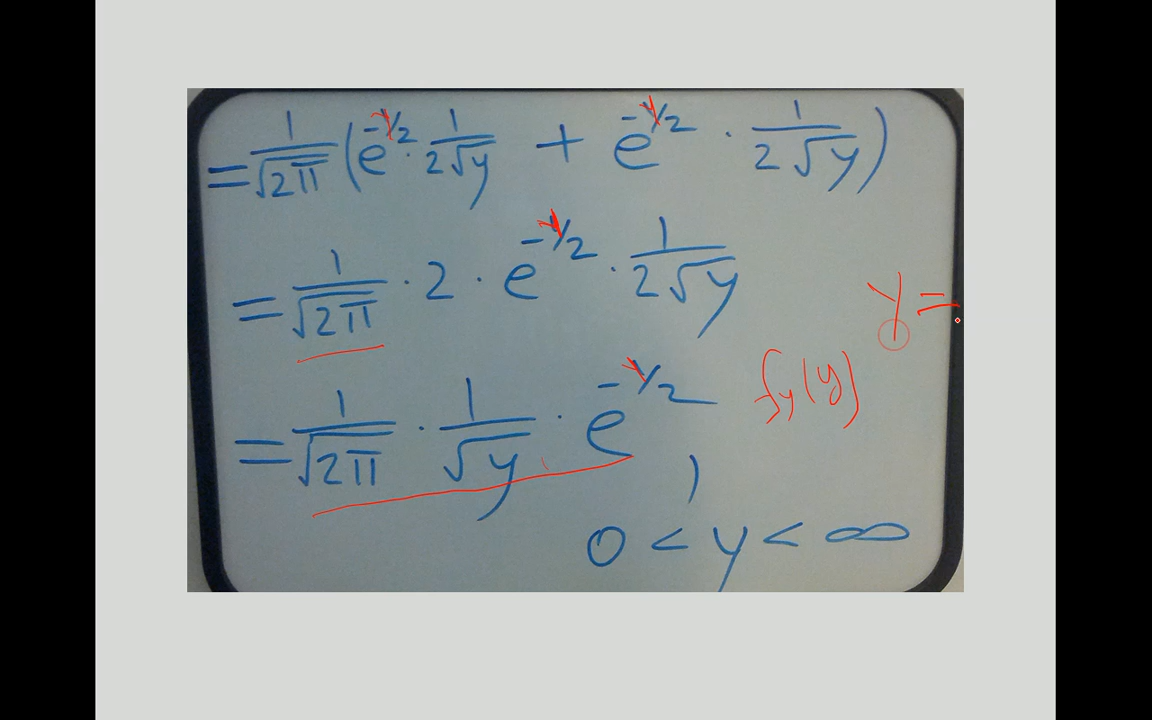 = 1/√2π (e^-y/2 · 1/2√y + e^-y/2 · 1/2√y)
= 1/√2π · 2 · e^-y/2 · 1/2√y
y =
= 1/√2π · 1/√y · e^-y/2 ,
fy(y)
0 < y < ∞